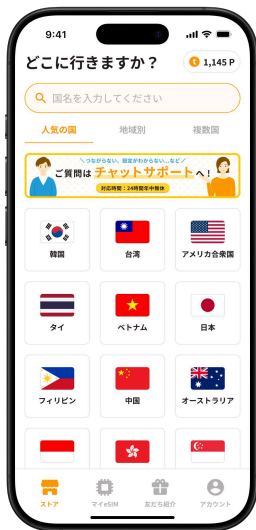 9:41
どこに行きますか？
1,145 P
国名を入力してください
人気の国
地域別
複数国
＼つながらない、設定がわからない…など／
ご質問はチャットサポートへ！
対応時間：24時間年中無休
韓国
台湾
アメリカ合衆国
タイ
ベトナム
日本
フィリピン
中国
オーストラリア
ストア
マイeSIM
友だち紹介
アカウント